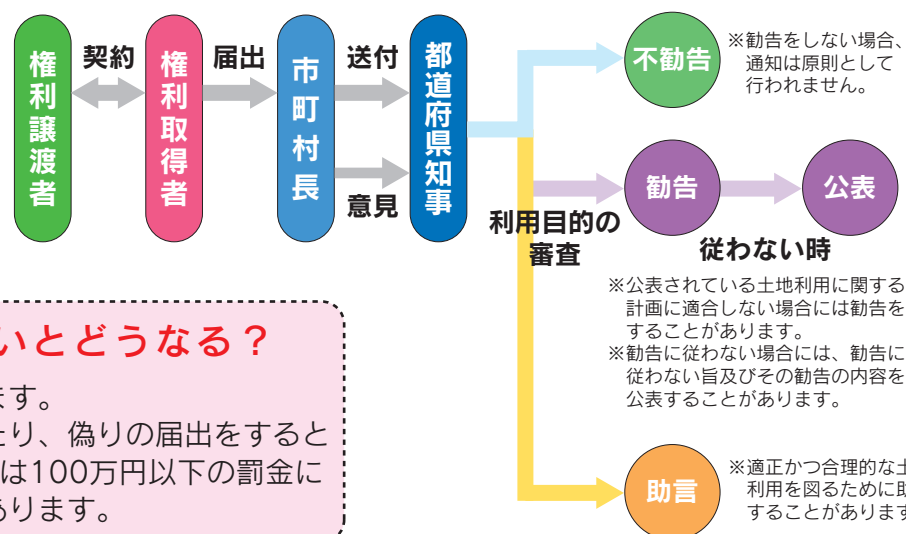 権利譲渡者
契約
権利取得者
届出
市町村長
送付
意見
都道府県知事
利用目的の
審査
不勧告
※勧告をしない場合、
通知は原則として
行われません。
勧告
従わない時
公表
※公表されている土地利用に関する
計画に適合しない場合には勧告を
することがあります。
※勧告に従わない場合には、勧告に
従わない旨及びその勧告の内容を
公表することがあります。
助言
※適正かつ合理的な土
利用を図るために助
することがあります
いとどうなる？
ます。
たり、偽りの届出をすると
は100万円以下の罰金に
あります。